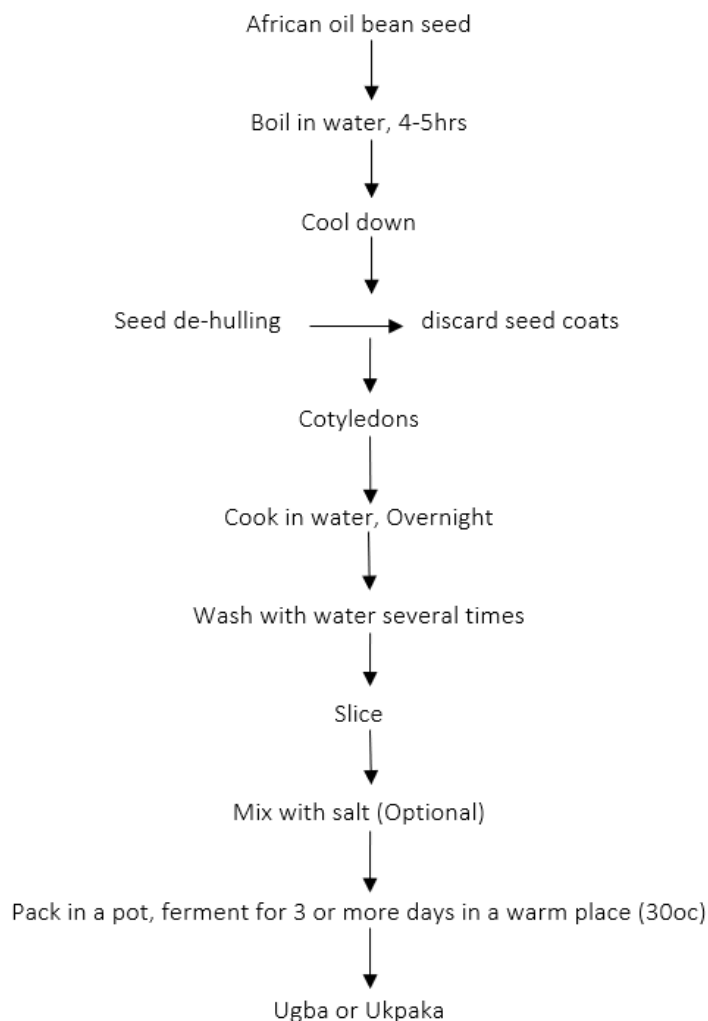 African oil bean seed
Boil in water, 4-5hrs
Cool down
Seed de-hulling discard seed coats
Cotyledons
Cook in water, Overnight
Wash with water several times
Slice
Mix with salt (Optional)
Pack in a pot, ferment for 3 or more days in a warm place (30oc)
Ugba or Ukpaka